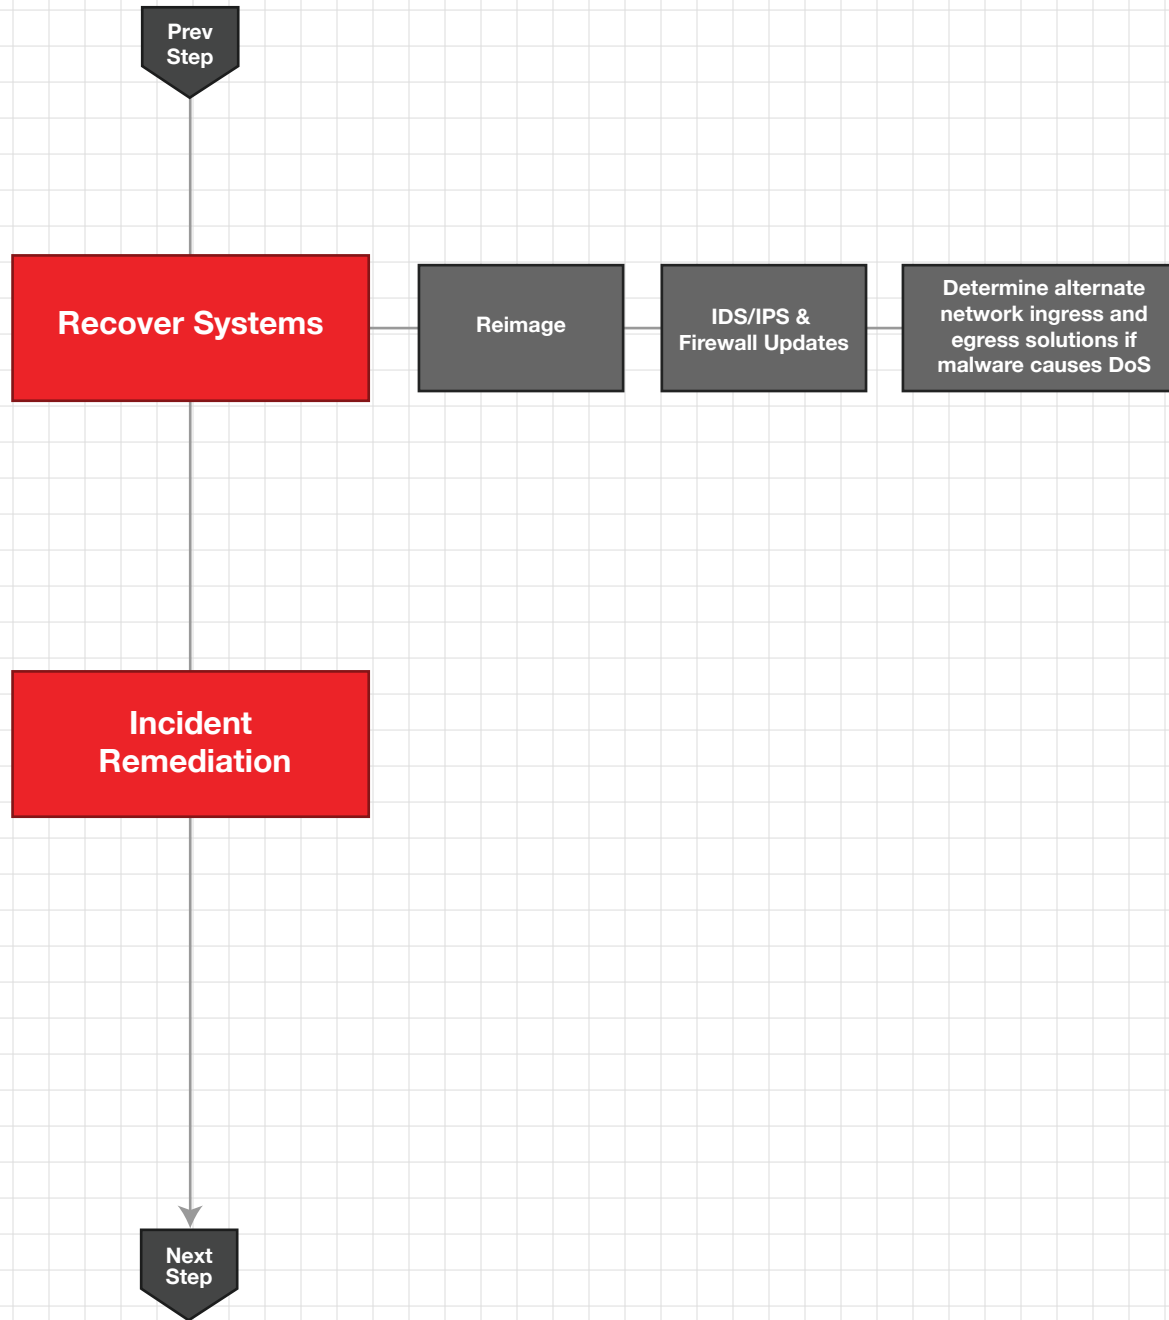 Prev
Step
Recover Systems
Reimage
IDS/IPS &
Firewall Updates
Determine alternate
network ingress and
egress solutions if
malware causes DoS
Incident
Remediation
Next
Step